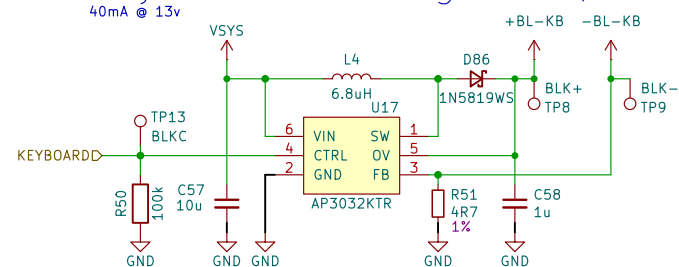 40mA @ 13v
+BL-KB
-BL-KB
VSYS
L4
6.8uH
D86
1N5819WS
BLK+
TP8
BLK-
TP9
U17
TP13
BLKC
6 VIN SW 1
KEYBOARD 4 CTRL OV 5
2 GND FB 3
AP3032KTR
R50
100k
C57
10u
R51
4R7
1%
C58
1u
GND
GND
GND
GND
GND